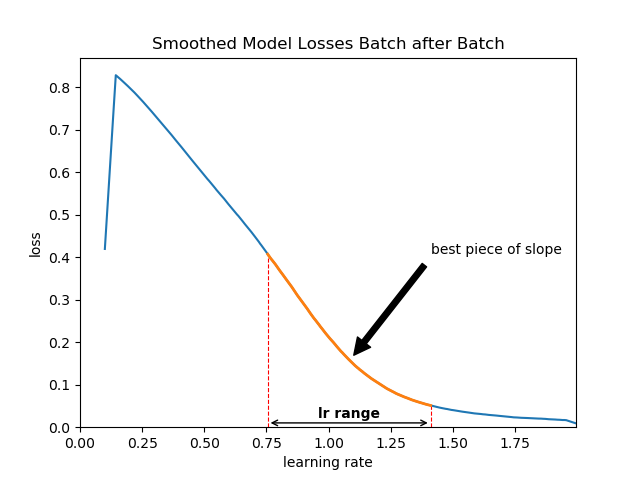 Smoothed Model Losses Batch after Batch
0.8
0.7
0.6
0.5
0.4
0.3
0.2
0.1
0.0
loss
best piece of slope
lr range
0.00 0.25 0.50 0.75 1.00 1.25 1.50 1.75
learning rate